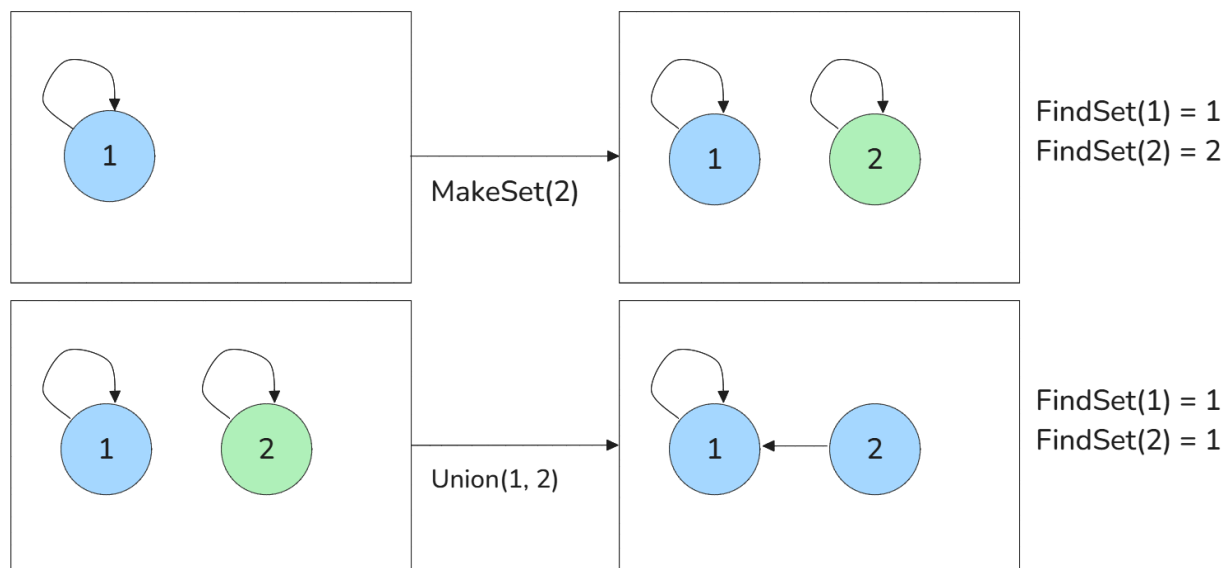 1
MakeSet(2)
1
2
FindSet(1) = 1
FindSet(2) = 2
1
2
Union(1, 2)
1
2
FindSet(1) = 1
FindSet(2) = 1